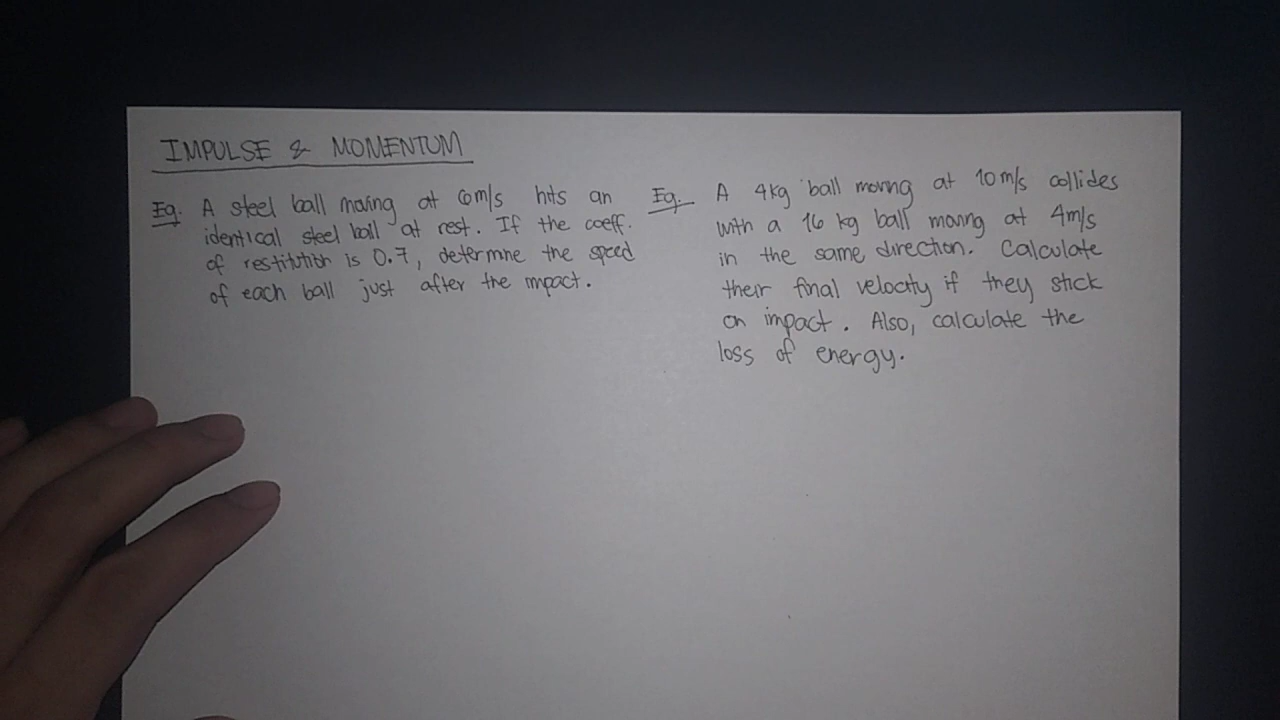 IMPULSE & MOMENTUM
Eg. A steel ball moving at 6m/s hits an
identical steel ball at rest. If the coeff.
of restitution is 0.7, determine the speed
of each ball just after the impact.
Eg. A 4kg ball moving at 10m/s collides
with a 16 kg ball moving at 4m/s
in the same direction. Calculate
their final velocity if they stick
on impact. Also, calculate the
loss of energy.